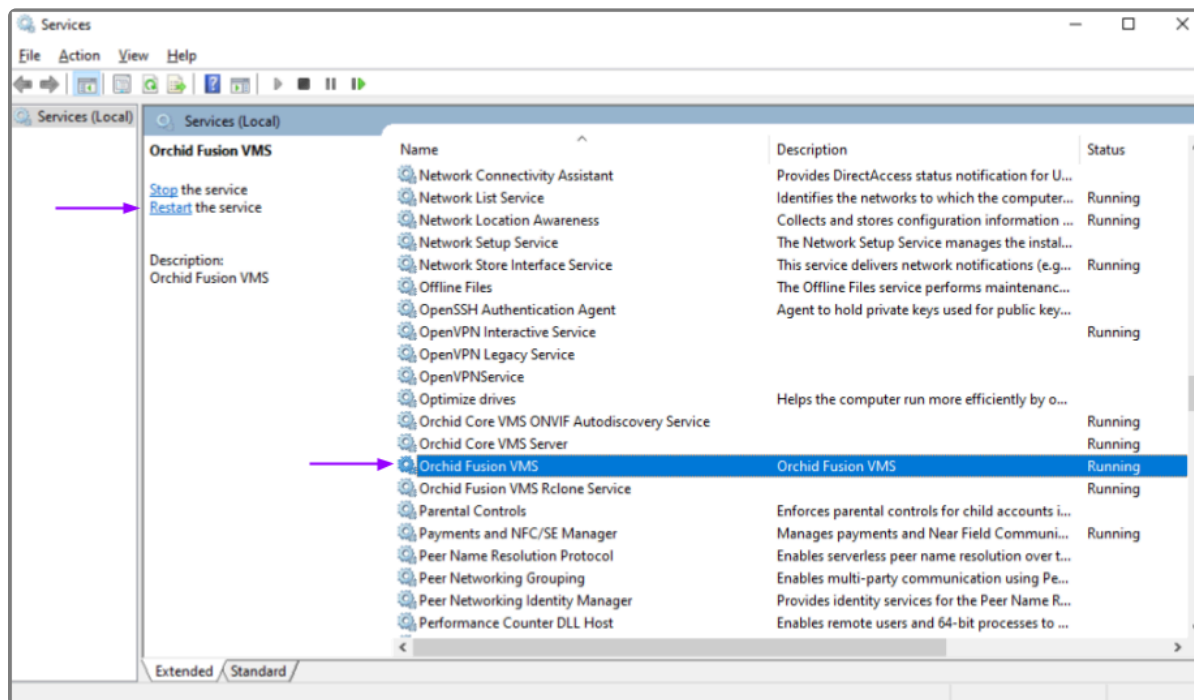 Services
File Action View Help
Services (Local)
Services (Local)
Orchid Fusion VMS
Stop the service
Restart the service
Description:
Orchid Fusion VMS
Name Description Status
Network Connectivity Assistant Provides DirectAccess status notification for U...
Network List Service Identifies the networks to which the computer... Running
Network Location Awareness Collects and stores configuration information ... Running
Network Setup Service The Network Setup Service manages the instal...
Network Store Interface Service This service delivers network notifications (e.g... Running
Offline Files The Offline Files service performs maintenanc...
OpenSSH Authentication Agent Agent to hold private keys used for public key...
OpenVPN Interactive Service Running
OpenVPN Legacy Service
OpenVPNService
Optimize drives Helps the computer run more efficiently by o...
Orchid Core VMS ONVIF Autodiscovery Service Running
Orchid Core VMS Server Running
Orchid Fusion VMS Orchid Fusion VMS Running
Orchid Fusion VMS Rclone Service Running
Parental Controls Enforces parental controls for child accounts i...
Payments and NFC/SE Manager Manages payments and Near Field Communi... Running
Peer Name Resolution Protocol Enables serverless peer name resolution over t...
Peer Networking Grouping Enables multi-party communication using Pe...
Peer Networking Identity Manager Provides identity services for the Peer Name R...
Performance Counter DLL Host Enables remote users and 64-bit processes to ...
Extended Standard